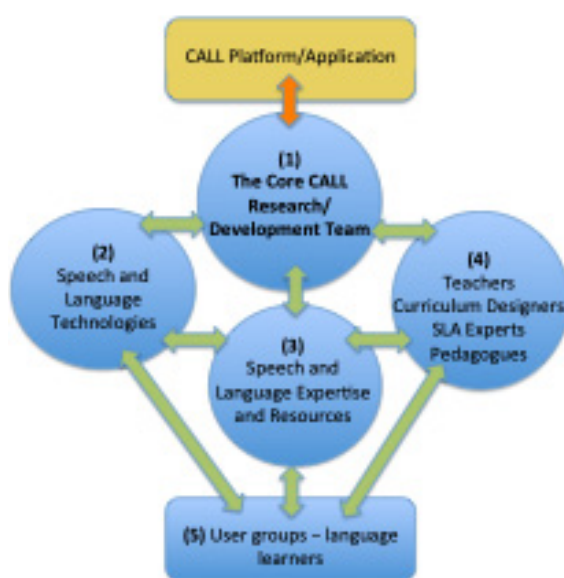 CALL Platform/Application
(1)
The Core CALL
Research/
Development Team
(2)
Speech and
Language
Technologies
(4)
Teachers
Curriculum Designers
SLA Experts
Pedagogues
(3)
Speech and
Language Expertise
and Resources
(5) User groups – language
learners